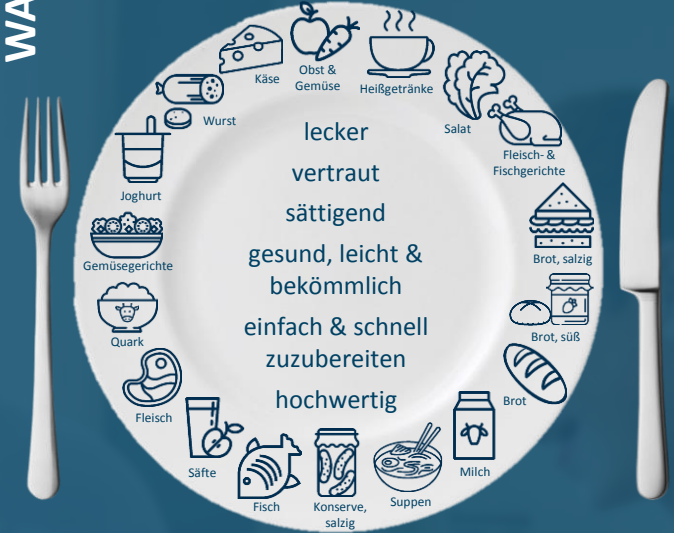 WA
Käse
Obst &
Gemüse
Heißgetränke
Salat
Fleisch- &
Fischgerichte
Brot, salzig
Brot, süß
Brot
Milch
Suppen
Konserve,
salzig
Fisch
Säfte
Fleisch
Quark
Gemüsegerichte
Joghurt
Wurst
lecker
vertraut
sättigend
gesund, leicht &
bekömmlich
einfach & schnell
zuzubereiten
hochwertig